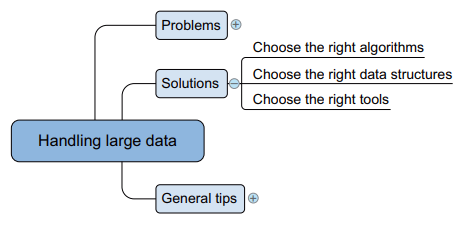 Problems
Choose the right algorithms
Solutions
Choose the right data structures
Choose the right tools
Handling large data
General tips